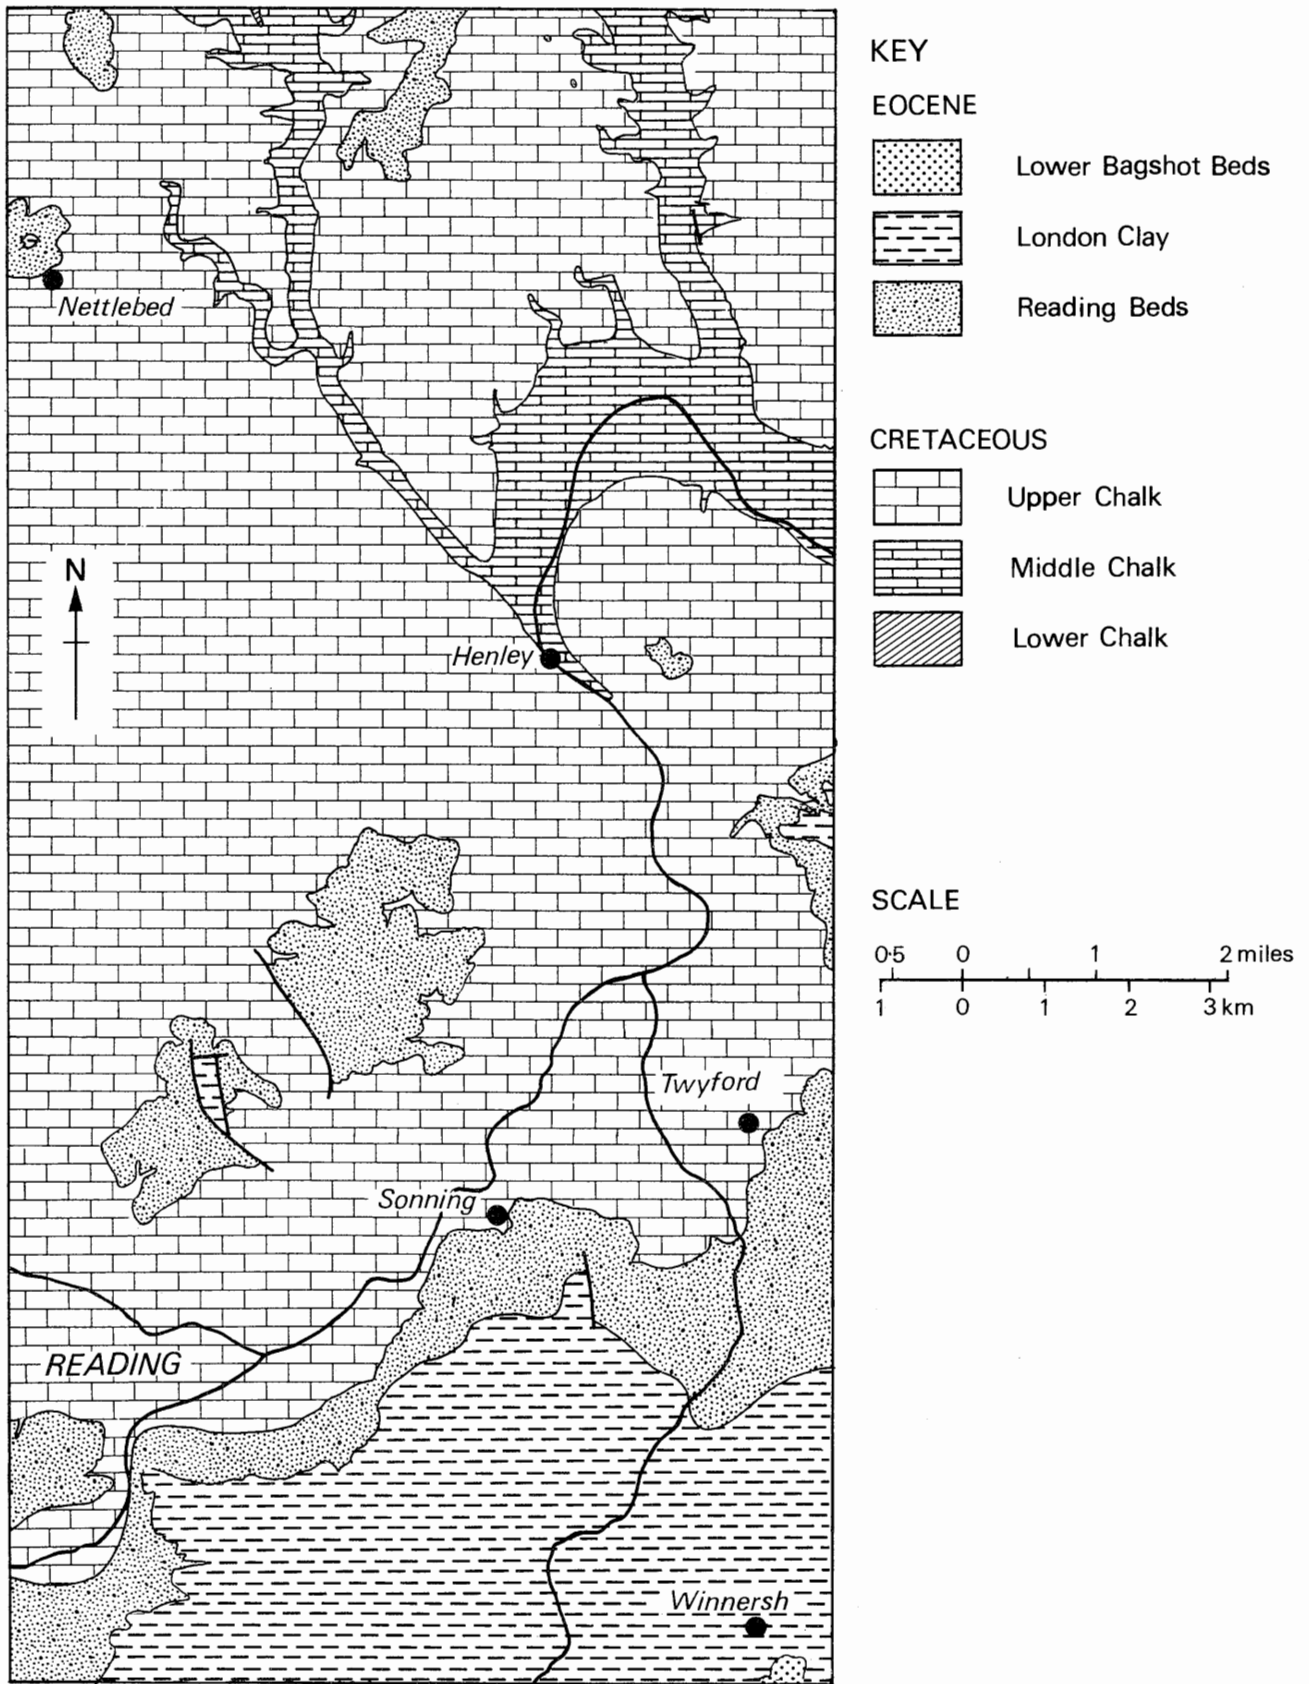 KEY
EOCENE
Lower Bagshot Beds
London Clay
Reading Beds
CRETACEOUS
Upper Chalk
Middle Chalk
Lower Chalk
SCALE
0·5 0 1 2 miles
1 0 1 2 3 km
Nettlebed
N
Henley
Twyford
Sonning
READING
Winnersh